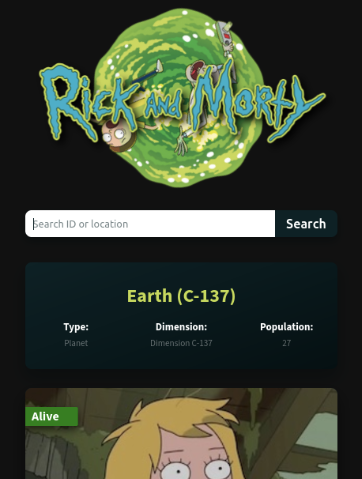 Rick and Morty
Search ID or location
Search
Earth (C-137)
Type:
Dimension:
Population:
Planet
Dimension C-137
27
Alive